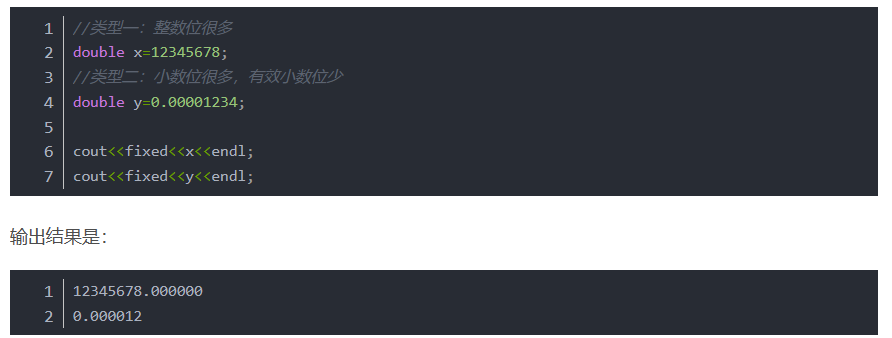 1 //类型一：整数位很多
2 double x=12345678;
3 //类型二：小数位很多，有效小数位少
4 double y=0.00001234;
5
6 cout<<fixed<<x<<endl;
7 cout<<fixed<<y<<endl;
输出结果是：
1 12345678.000000
2 0.000012